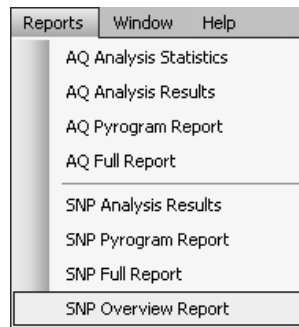 Reports Window Help
AQ Analysis Statistics
AQ Analysis Results
AQ Pyrogram Report
AQ Full Report
SNP Analysis Results
SNP Pyrogram Report
SNP Full Report
SNP Overview Report